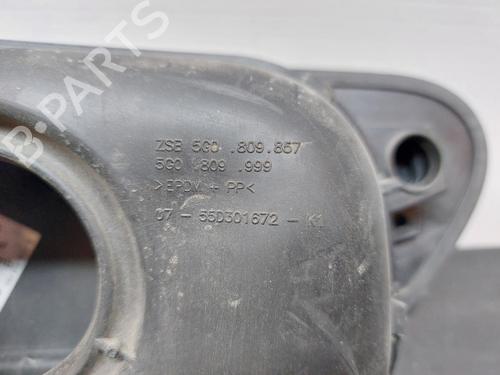 B-PARTS
ZSB 5G0 .809.857
5G0 .809 .999
>EPDM + PP<
07 - 55D301672 - K1